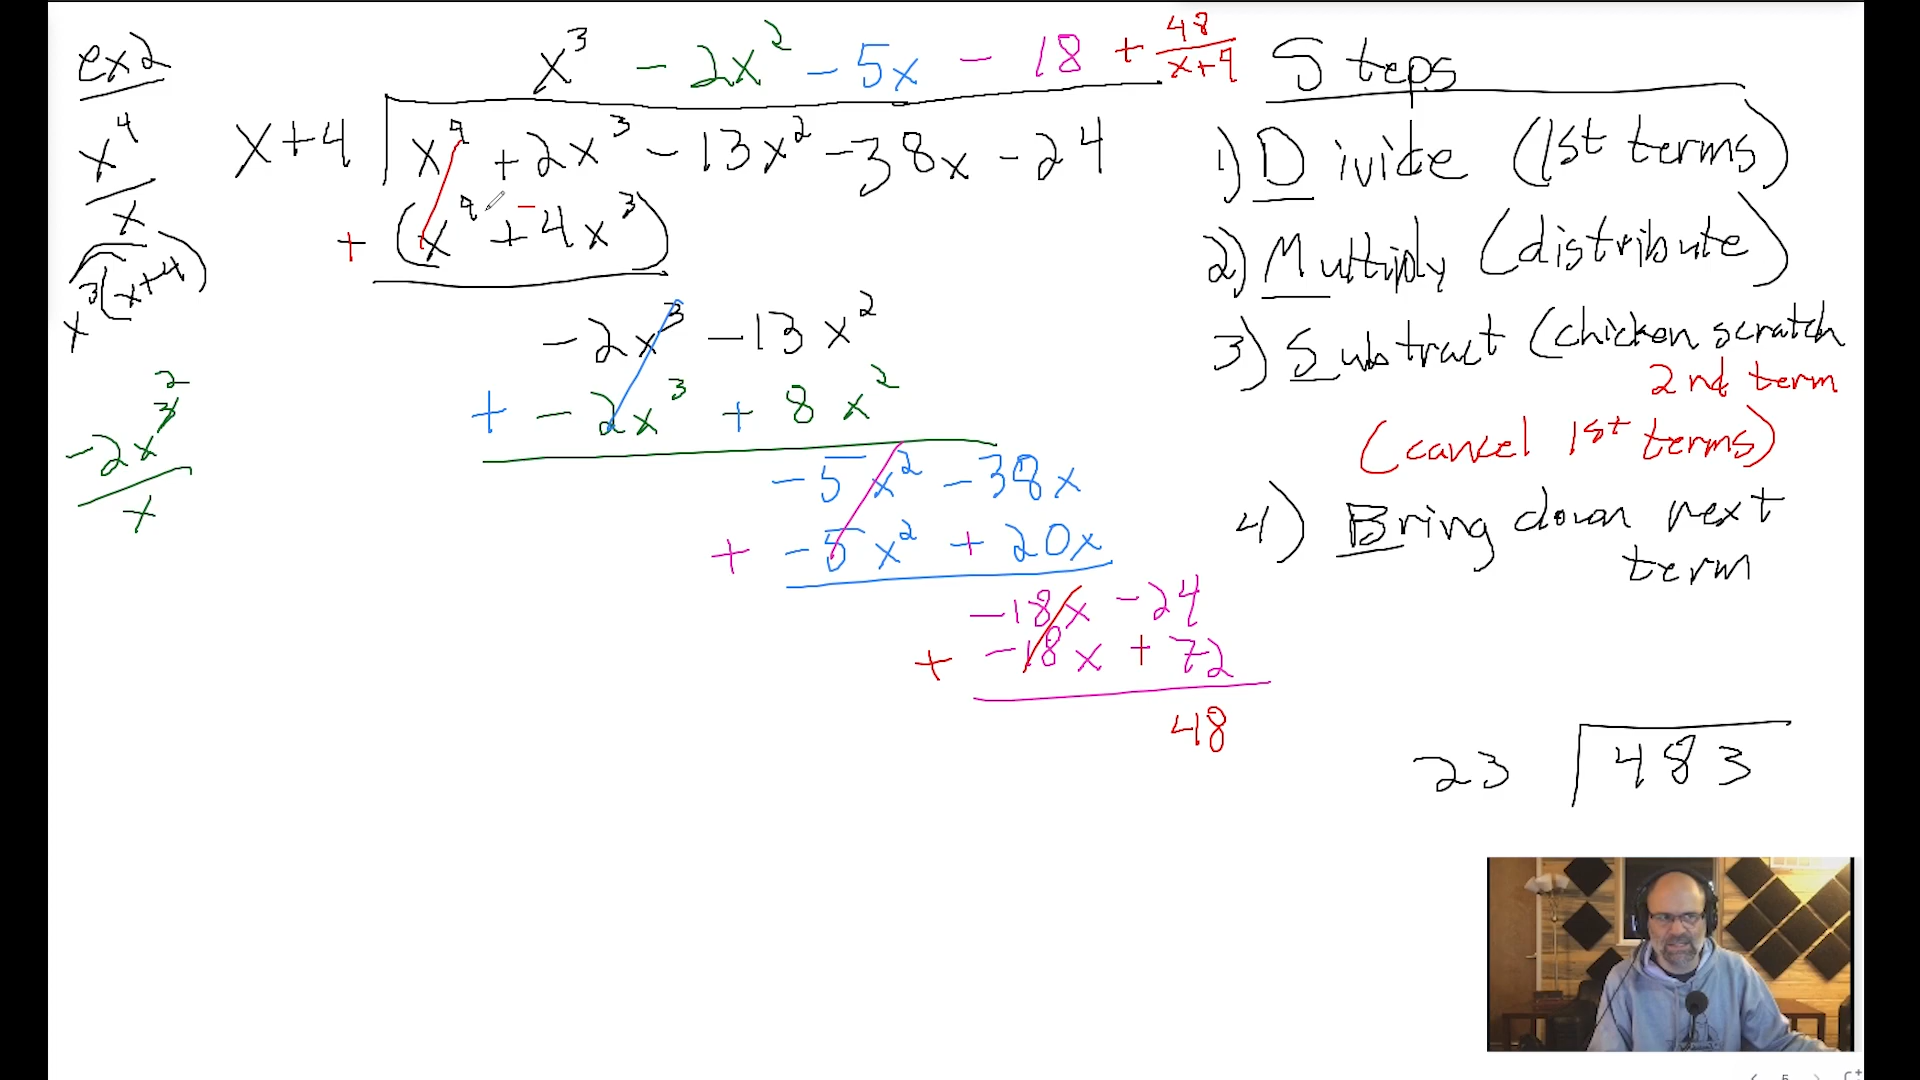 ex2
x³ - 2x² - 5x - 18 + 48/(x+4)
x+4 | x⁴ + 2x³ - 13x² - 38x - 24
+ (x⁴ + - 4x³)
-2x³ - 13x²
+ -2x³ + 8x²
-5x² - 38x
+ -5x² + 20x
-18x - 24
+ -18x + 72
48
x⁴/x
x³(x+4)
-2x³ ²/x
Steps
1) Divide (1st terms)
2) Multiply (distribute)
3) Subtract (chicken scratch
2nd term
(cancel 1st terms)
4) Bring down next
term
23 | 483
5